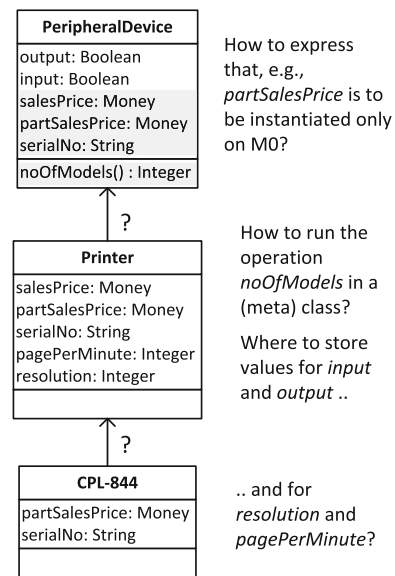 PeripheralDevice
output: Boolean
input: Boolean
salesPrice: Money
partSalesPrice: Money
serialNo: String
noOfModels() : Integer
How to express
that, e.g.,
partSalesPrice is to
be instantiated only
on M0?
?
Printer
salesPrice: Money
partSalesPrice: Money
serialNo: String
pagePerMinute: Integer
resolution: Integer
How to run the
operation
noOfModels in a
(meta) class?
Where to store
values for input
and output ..
?
CPL-844
partSalesPrice: Money
serialNo: String
.. and for
resolution and
pagePerMinute?